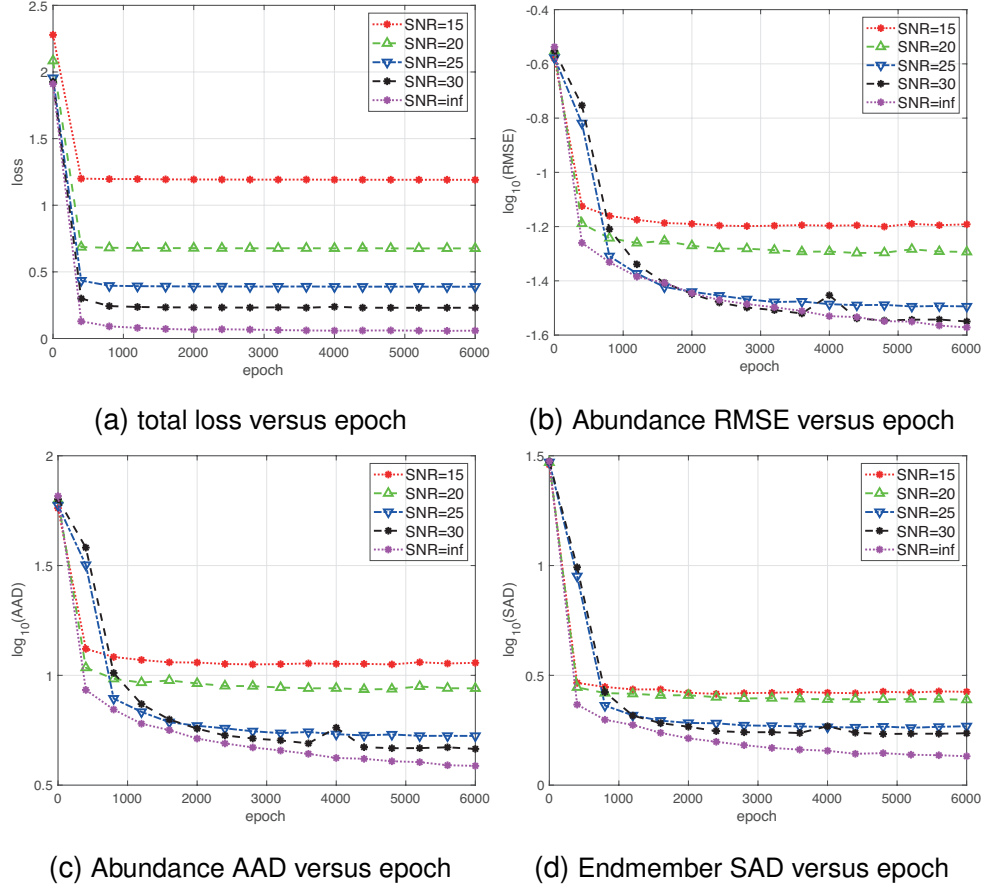 2.5
2
1.5
1
0.5
0
loss
0 1000 2000 3000 4000 5000 6000
epoch
SNR=15
SNR=20
SNR=25
SNR=30
SNR=inf
(a) total loss versus epoch
-0.4
-0.6
-0.8
-1
-1.2
-1.4
-1.6
log10(RMSE)
0 1000 2000 3000 4000 5000 6000
epoch
SNR=15
SNR=20
SNR=25
SNR=30
SNR=inf
(b) Abundance RMSE versus epoch
2
1.5
1
0.5
log10(AAD)
0 1000 2000 3000 4000 5000 6000
epoch
SNR=15
SNR=20
SNR=25
SNR=30
SNR=inf
(c) Abundance AAD versus epoch
1.5
1
0.5
0
log10(SAD)
0 1000 2000 3000 4000 5000 6000
epoch
SNR=15
SNR=20
SNR=25
SNR=30
SNR=inf
(d) Endmember SAD versus epoch